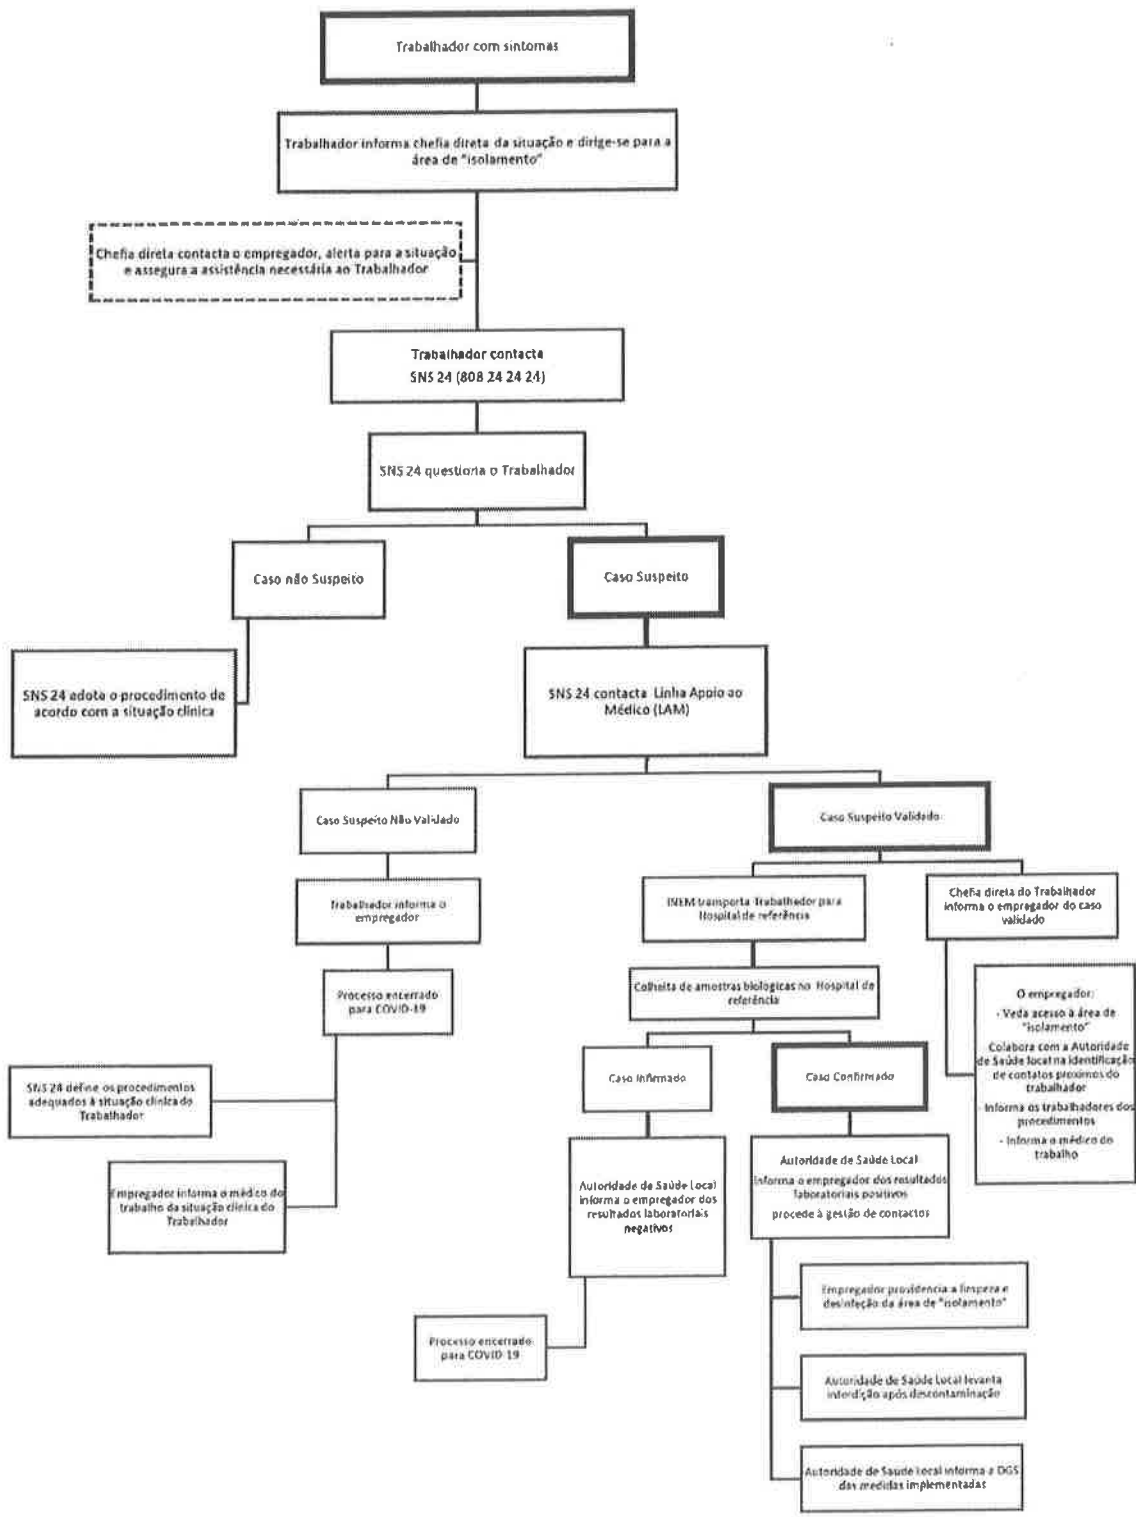 Trabalhador com sintomas
Trabalhador informa chefia direta da situação e dirige-se para a
área de "isolamento"
Chefia direta contacta o empregador, alerta para a situação
e assegura a assistência necessária ao Trabalhador
Trabalhador contacta
SNS 24 (808 24 24 24)
SNS 24 questiona o Trabalhador
Caso não Suspeito
Caso Suspeito
SNS 24 adota o procedimento de
acordo com a situação clínica
SNS 24 contacta Linha Apoio ao
Médico (LAM)
Caso Suspeito Não Validado
Caso Suspeito Validado
Trabalhador informa o
empregador
INEM transporta Trabalhador para
Hospital de referência
Chefia direta do Trabalhador
informa o empregador do caso
validado
Processo encerrado
para COVID-19
Colheita de amostras biológicas no Hospital de
referência
O empregador:
- Veda acesso à área de
"isolamento"
Colabora com a Autoridade
de Saúde local na identificação
de contatos proximos do
trabalhador
- Informa os trabalhadores dos
procedimentos
- Informa o médico do
trabalho
SNS 24 define os procedimentos
adequados à situação clínica do
Trabalhador
Caso Infirmado
Caso Confirmado
Empregador informa o médico do
trabalho da situação clínica do
Trabalhador
Autoridade de Saúde Local
informa o empregador dos
resultados laboratoriais
negativos
Autoridade de Saúde Local
informa o empregador dos resultados
laboratoriais positivos
procede à gestão de contactos
Processo encerrado
para COVID-19
Empregador providencia a limpeza e
desinfeção da área de "isolamento"
Autoridade de Saúde Local levanta
interdição após descontaminação
Autoridade de Saúde Local informa a DGS
das medidas implementadas